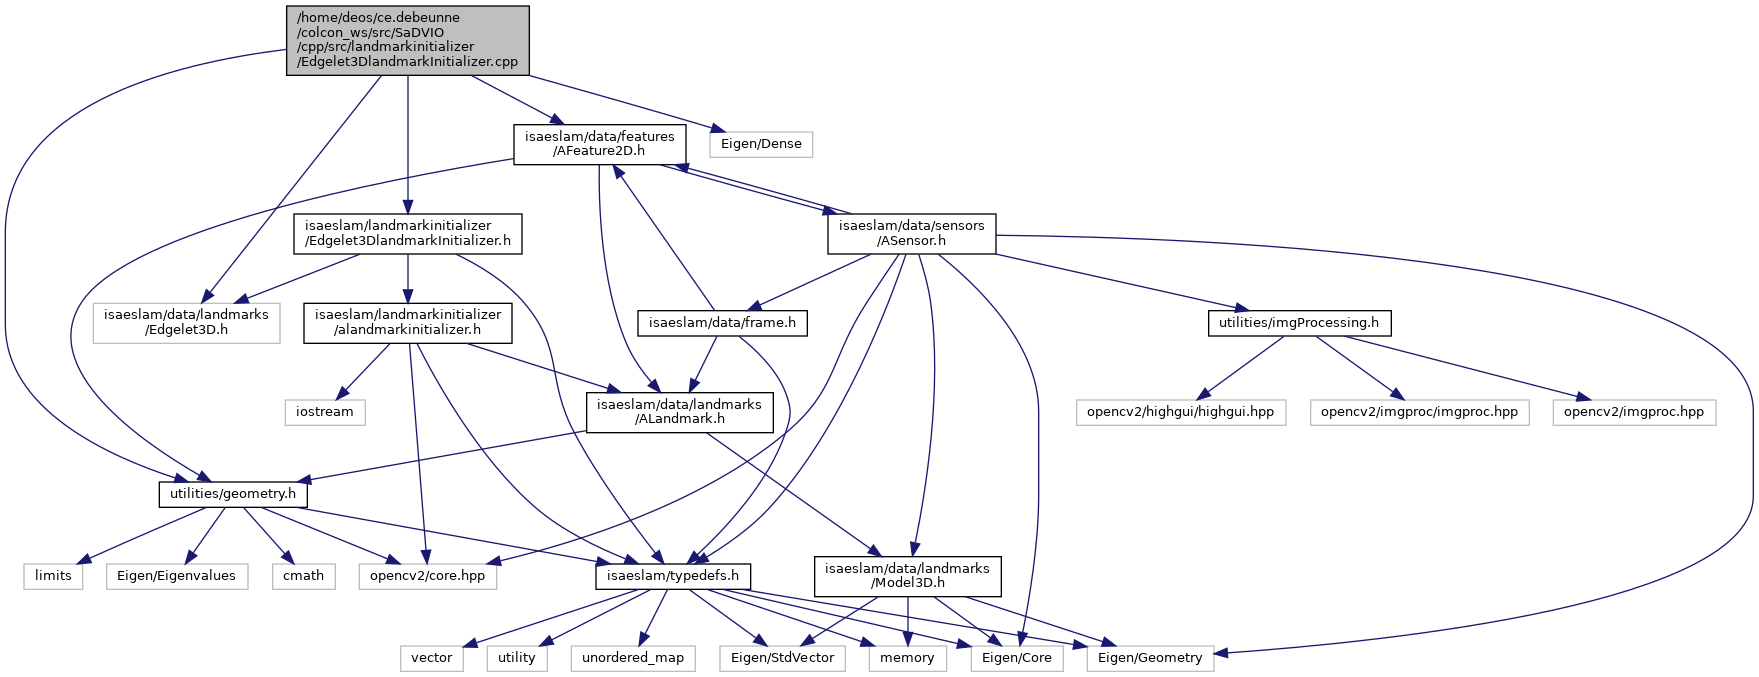 /home/deos/ce.debeunne
/colcon_ws/src/SaDVIO
/cpp/src/landmarkinitializer
/Edgelet3DlandmarkInitializer.cpp
isaeslam/data/features
/AFeature2D.h
Eigen/Dense
isaeslam/landmarkinitializer
/Edgelet3DlandmarkInitializer.h
isaeslam/data/sensors
/ASensor.h
isaeslam/data/landmarks
/Edgelet3D.h
isaeslam/landmarkinitializer
/alandmarkinitializer.h
isaeslam/data/frame.h
utilities/imgProcessing.h
iostream
isaeslam/data/landmarks
/ALandmark.h
opencv2/highgui/highgui.hpp
opencv2/imgproc/imgproc.hpp
opencv2/imgproc.hpp
utilities/geometry.h
limits
Eigen/Eigenvalues
cmath
opencv2/core.hpp
isaeslam/typedefs.h
isaeslam/data/landmarks
/Model3D.h
vector
utility
unordered_map
Eigen/StdVector
memory
Eigen/Core
Eigen/Geometry